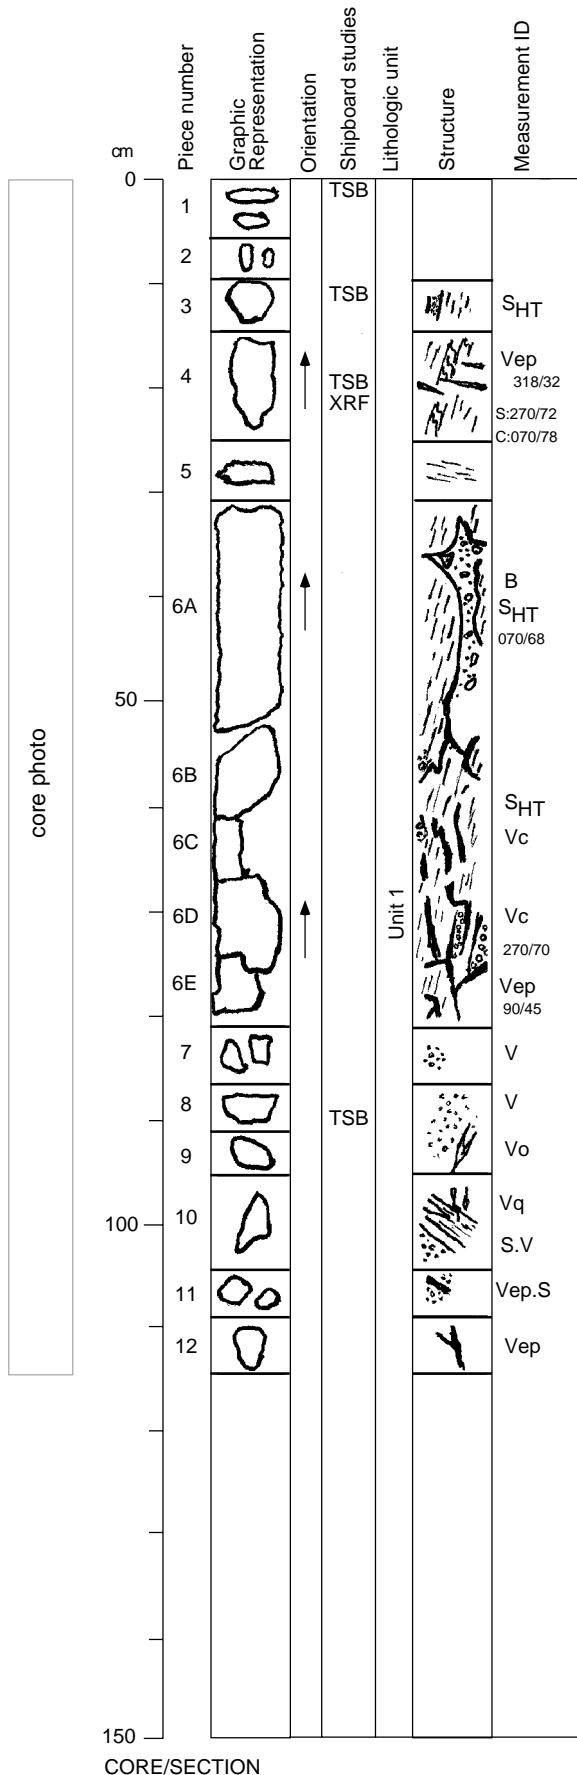 cm
Piece number
Graphic
Representation
Orientation
Shipboard studies
Lithologic unit
Structure
Measurement ID
core photo
0
50
100
150
1
TSB
2
3
TSB
SHT
4
TSB
XRF
Vep
318/32
S:270/72
C:070/78
5
6A
B
SHT
070/68
6B
SHT
6C
Vc
6D
Unit 1
Vc
270/70
6E
Vep
90/45
7
V
8
TSB
V
9
Vo
10
Vq
S.V
11
Vep.S
12
Vep
CORE/SECTION